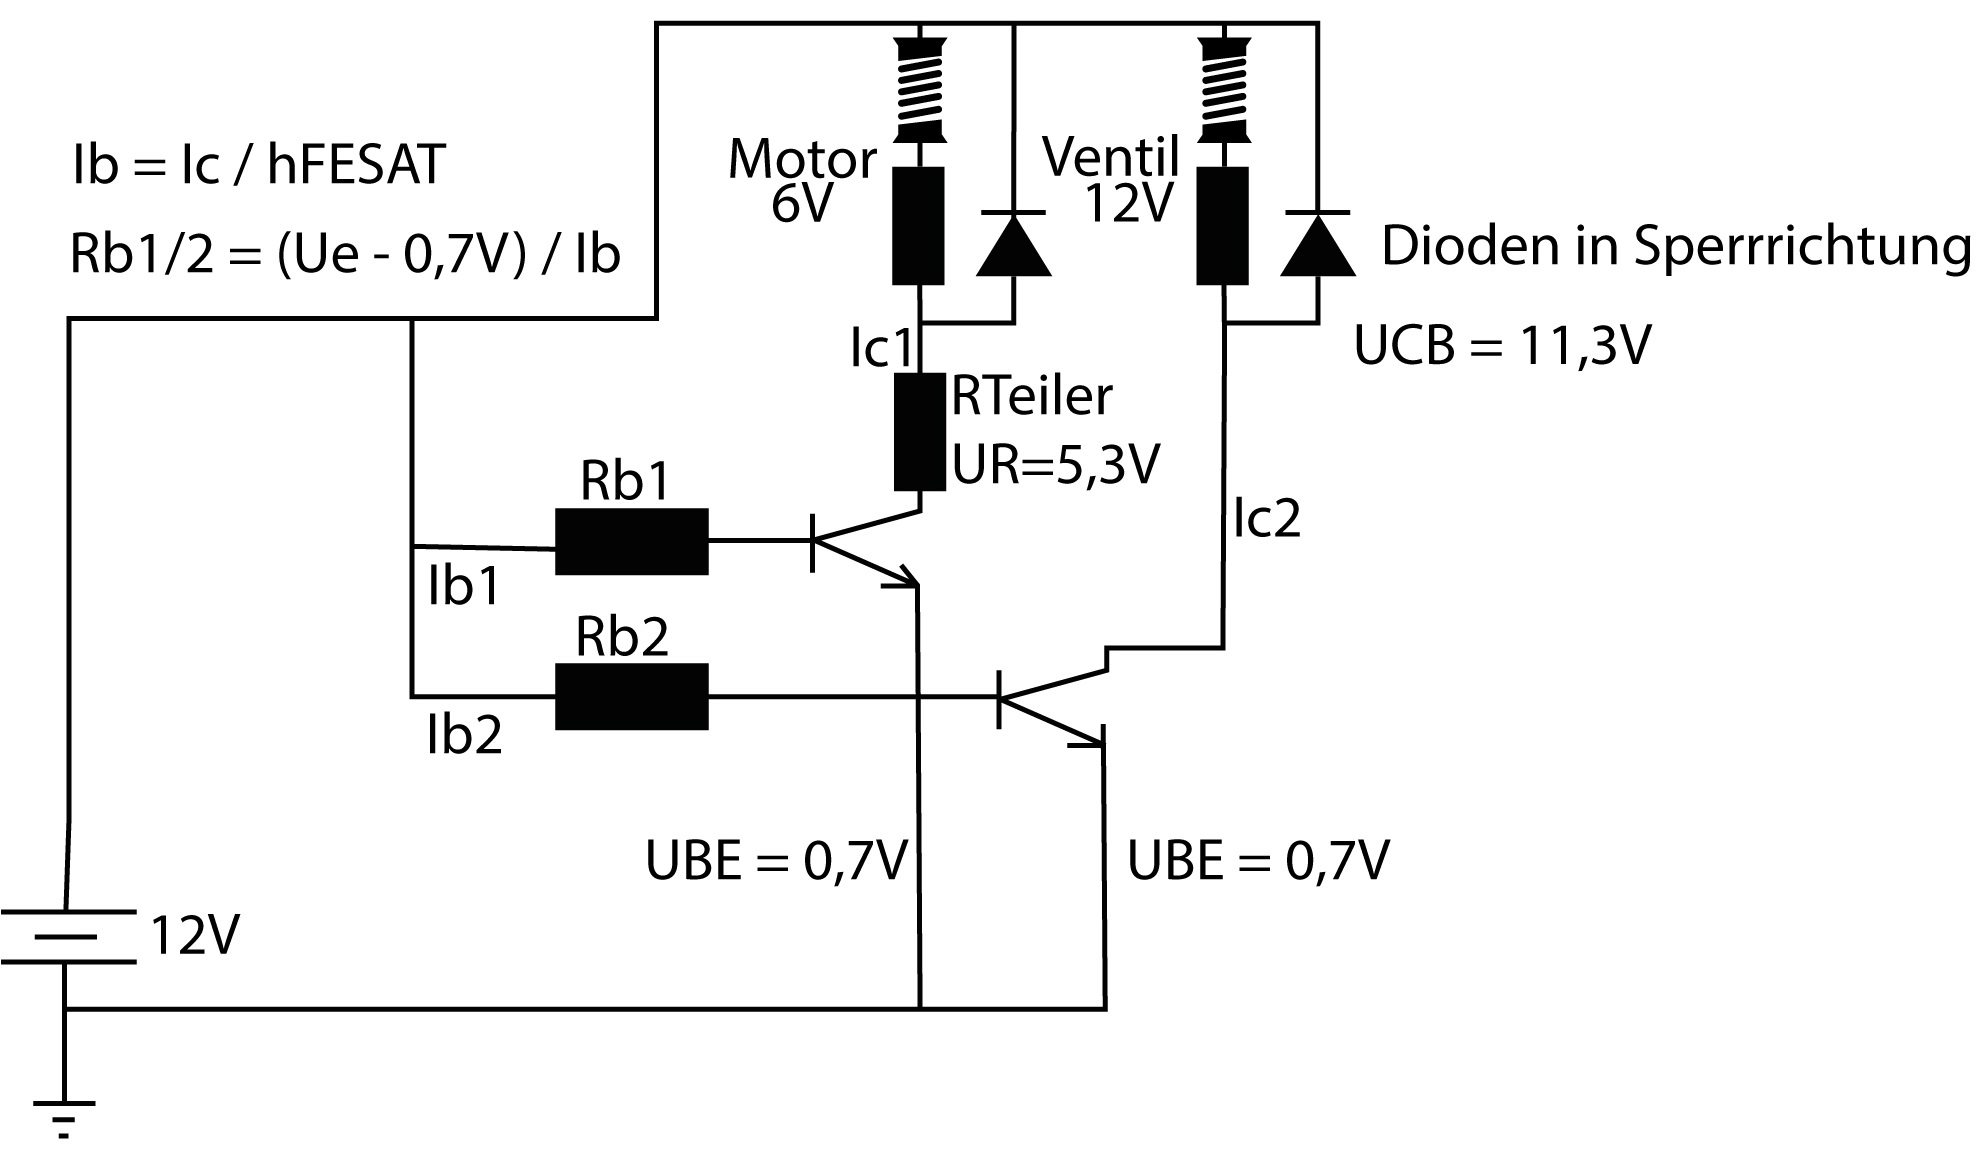 Ib = Ic / hFESAT
Rb1/2 = (Ue - 0,7V) / Ib
Motor
6V
Ventil
12V
Dioden in Sperrrichtung
UCB = 11,3V
Ic1
RTeiler
UR=5,3V
Rb1
Ic2
Ib1
Rb2
Ib2
UBE = 0,7V
UBE = 0,7V
12V